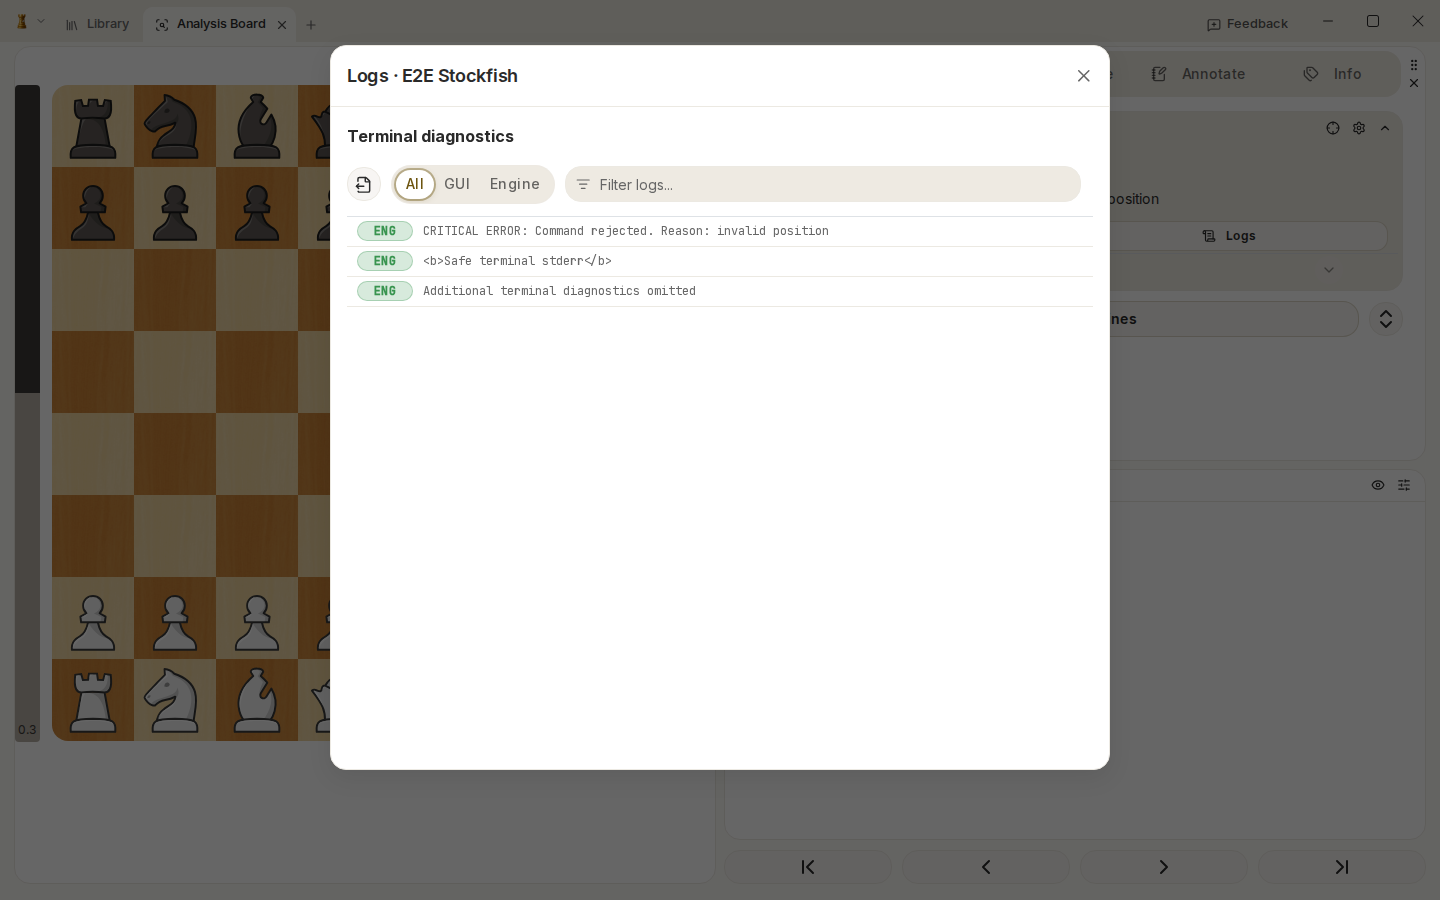 Library
Analysis Board
Feedback
Logs · E2E Stockfish
Annotate
Info
Terminal diagnostics
All
GUI
Engine
Filter logs...
position
ENG CRITICAL ERROR: Command rejected. Reason: invalid position
Logs
ENG <b>Safe terminal stderr</b>
ENG Additional terminal diagnostics omitted
nes
0.3